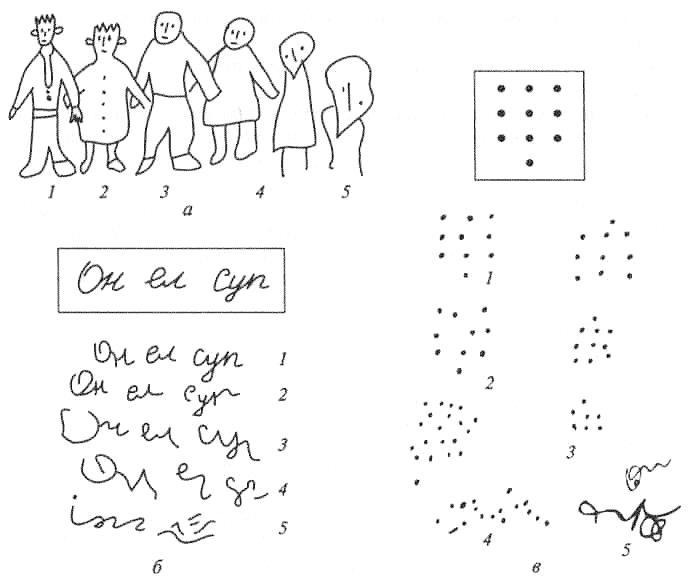 1 2 3 4 5
а
Он ел суп
Он ел суп 1
Он ел суп 2
Он ел 3
4
5
б
1
2
3
4 5
в